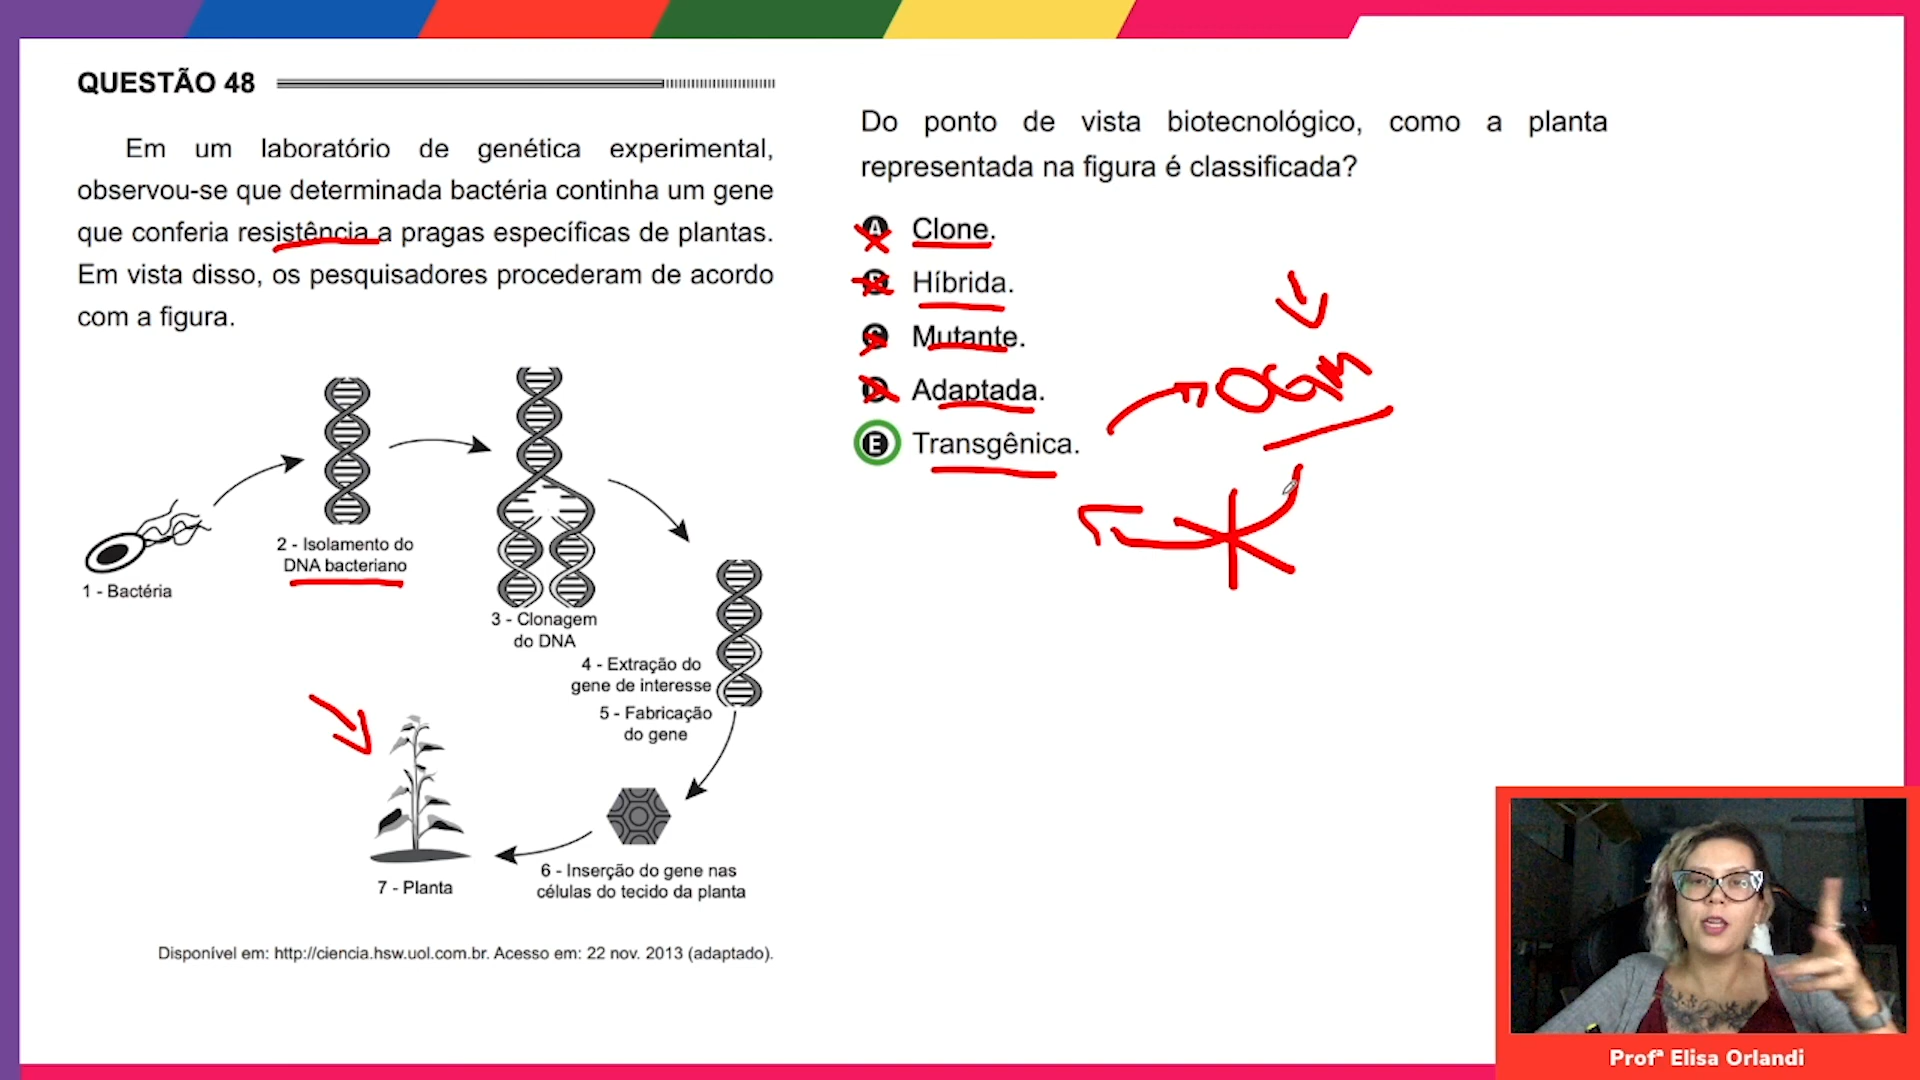 QUESTÃO 48
Em um laboratório de genética experimental,
observou-se que determinada bactéria continha um gene
que conferia resistência a pragas específicas de plantas.
Em vista disso, os pesquisadores procederam de acordo
com a figura.
1 - Bactéria
2 - Isolamento do
DNA bacteriano
3 - Clonagem
do DNA
4 - Extração do
gene de interesse
5 - Fabricação
do gene
6 - Inserção do gene nas
células do tecido da planta
7 - Planta
Disponível em: http://ciencia.hsw.uol.com.br. Acesso em: 22 nov. 2013 (adaptado).
Do ponto de vista biotecnológico, como a planta
representada na figura é classificada?
A Clone.
B Híbrida.
C Mutante.
D Adaptada.
E Transgênica.
OGM
Profª Elisa Orlandi